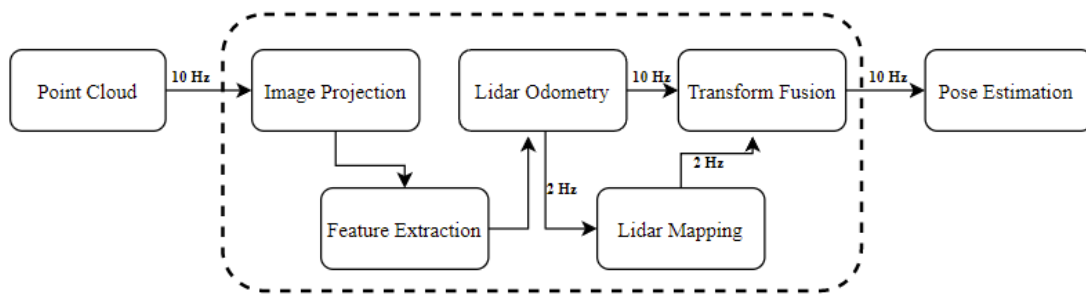 Point Cloud
10 Hz
Image Projection
Lidar Odometry
10 Hz
Transform Fusion
10 Hz
Pose Estimation
2 Hz
2 Hz
Feature Extraction
Lidar Mapping